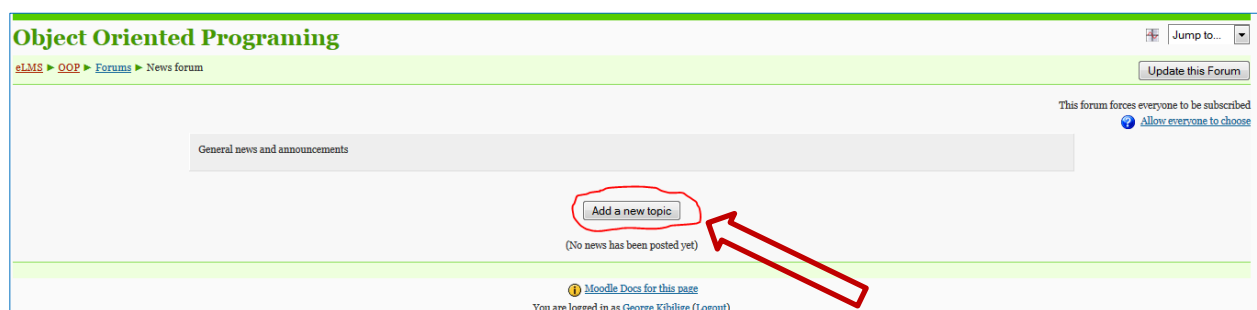 Object Oriented Programing
Jump to...
eLMS ► OOP ► Forums ► News forum
Update this Forum
This forum forces everyone to be subscribed
Allow everyone to choose
General news and announcements
Add a new topic
(No news has been posted yet)
Moodle Docs for this page
You are logged in as George Kibilige (Logout)